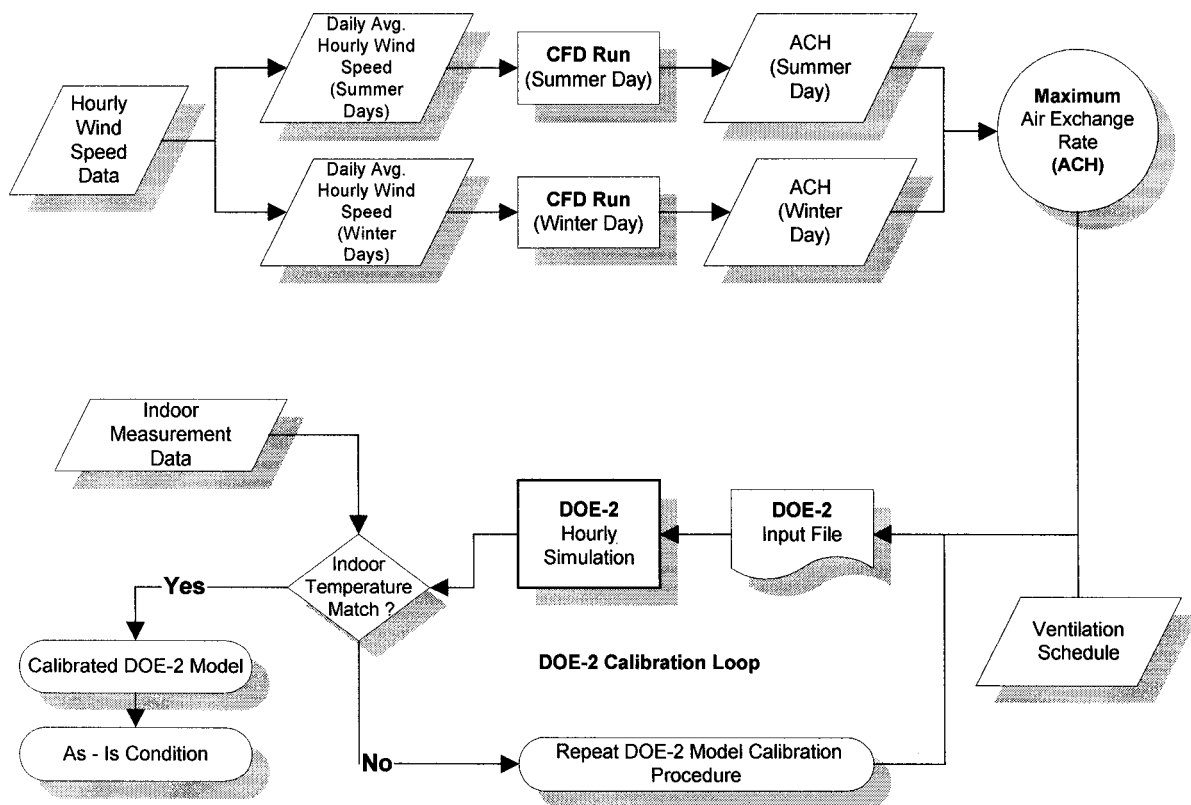 Hourly
Wind
Speed
Data
Daily Avg.
Hourly Wind
Speed
(Summer
Days)
CFD Run
(Summer Day)
ACH
(Summer
Day)
Maximum
Air Exchange
Rate
(ACH)
Daily Avg.
Hourly Wind
Speed
(Winter
Days)
CFD Run
(Winter Day)
ACH
(Winter
Day)
Indoor
Measurement
Data
DOE-2
Hourly
Simulation
DOE-2
Input File
Indoor
Temperature
Match ?
Yes
Ventilation
Schedule
Calibrated DOE-2 Model
DOE-2 Calibration Loop
As - Is Condition
No
Repeat DOE-2 Model Calibration
Procedure